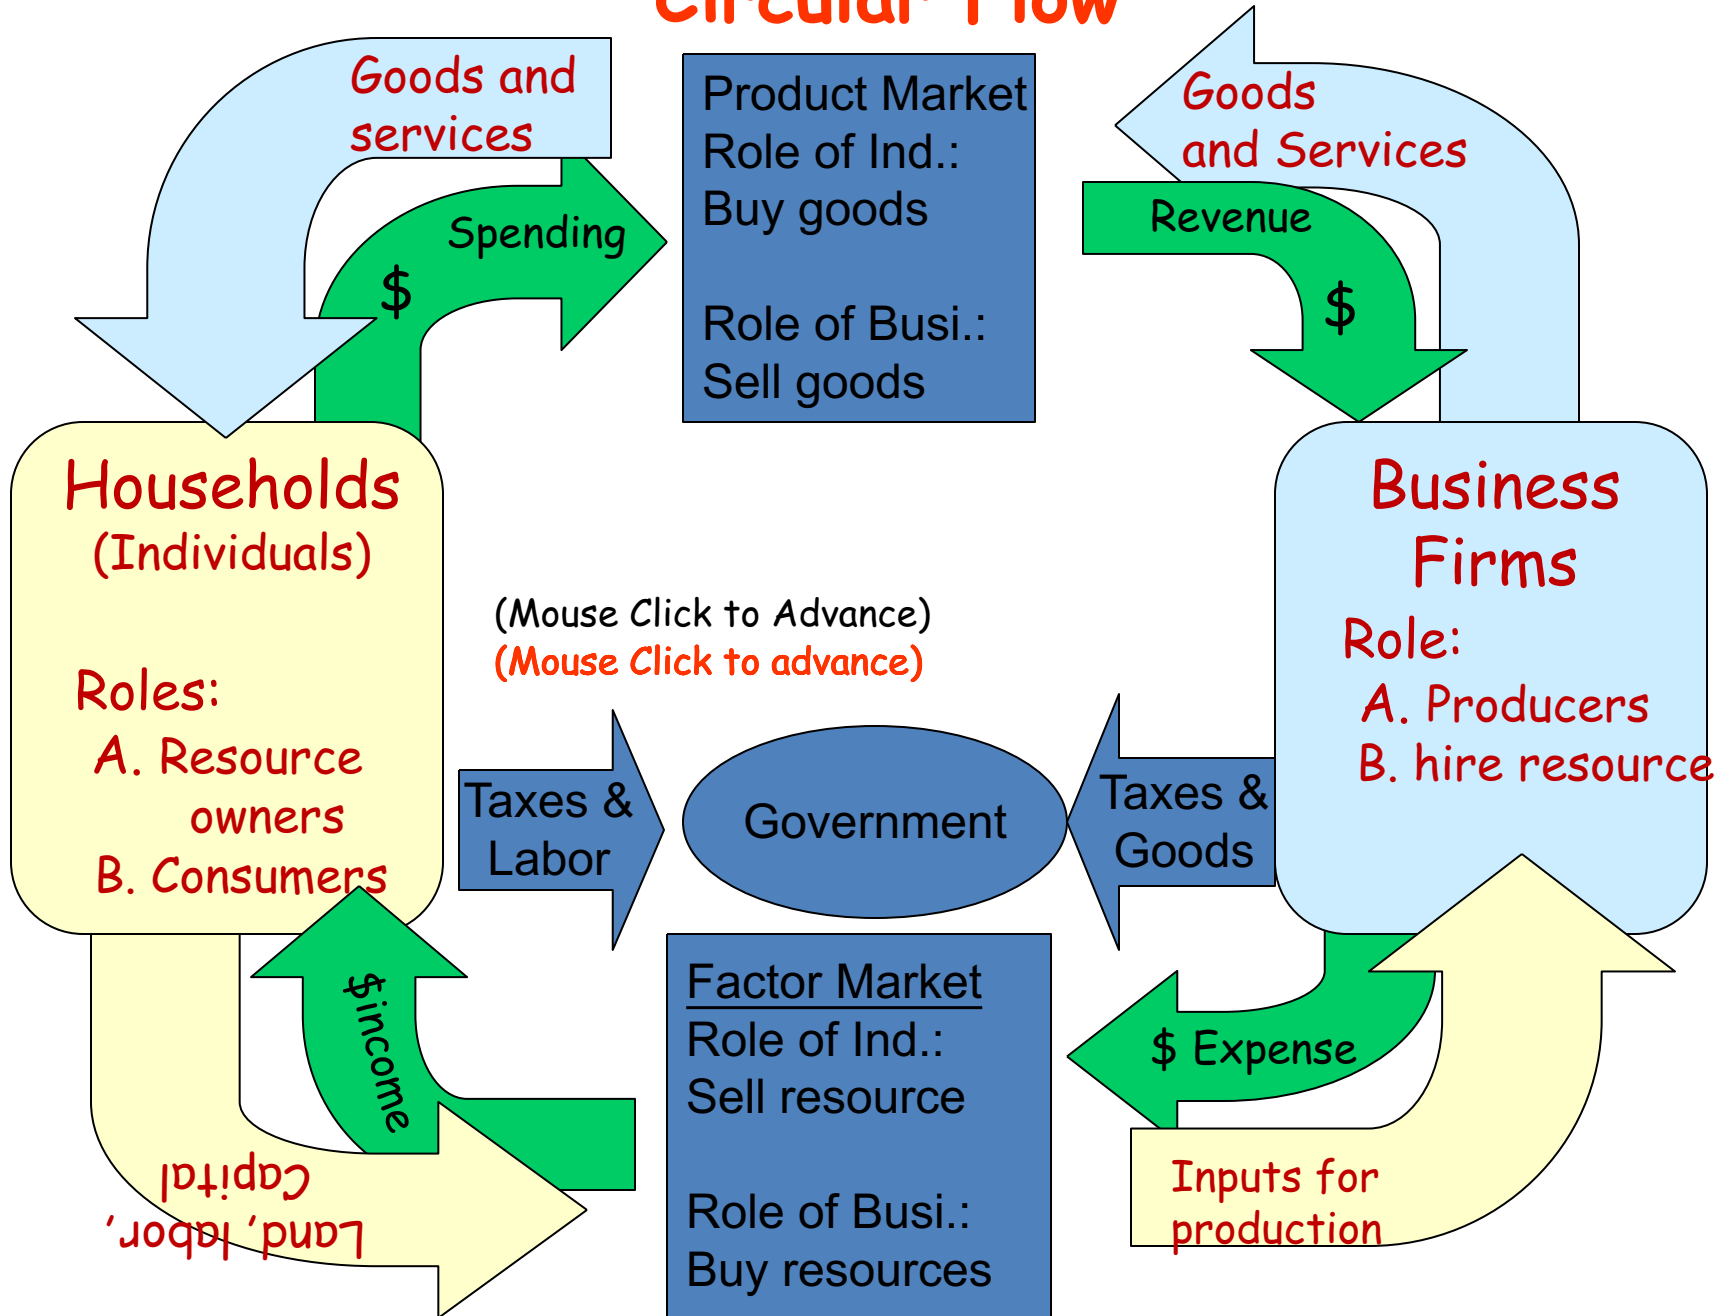 Circular Flow
Goods and
services
Spending
$
Product Market
Role of Ind.:
Buy goods
Role of Busi.:
Sell goods
Goods
and Services
Revenue
$
Households
(Individuals)
Roles:
A. Resource
owners
B. Consumers
(Mouse Click to Advance)
(Mouse Click to advance)
Business
Firms
Role:
A. Producers
B. hire resource
Taxes &
Labor
Government
Taxes &
Goods
$income
Land, labor,
Capital
Factor Market
Role of Ind.:
Sell resource
Role of Busi.:
Buy resources
$ Expense
Inputs for
production